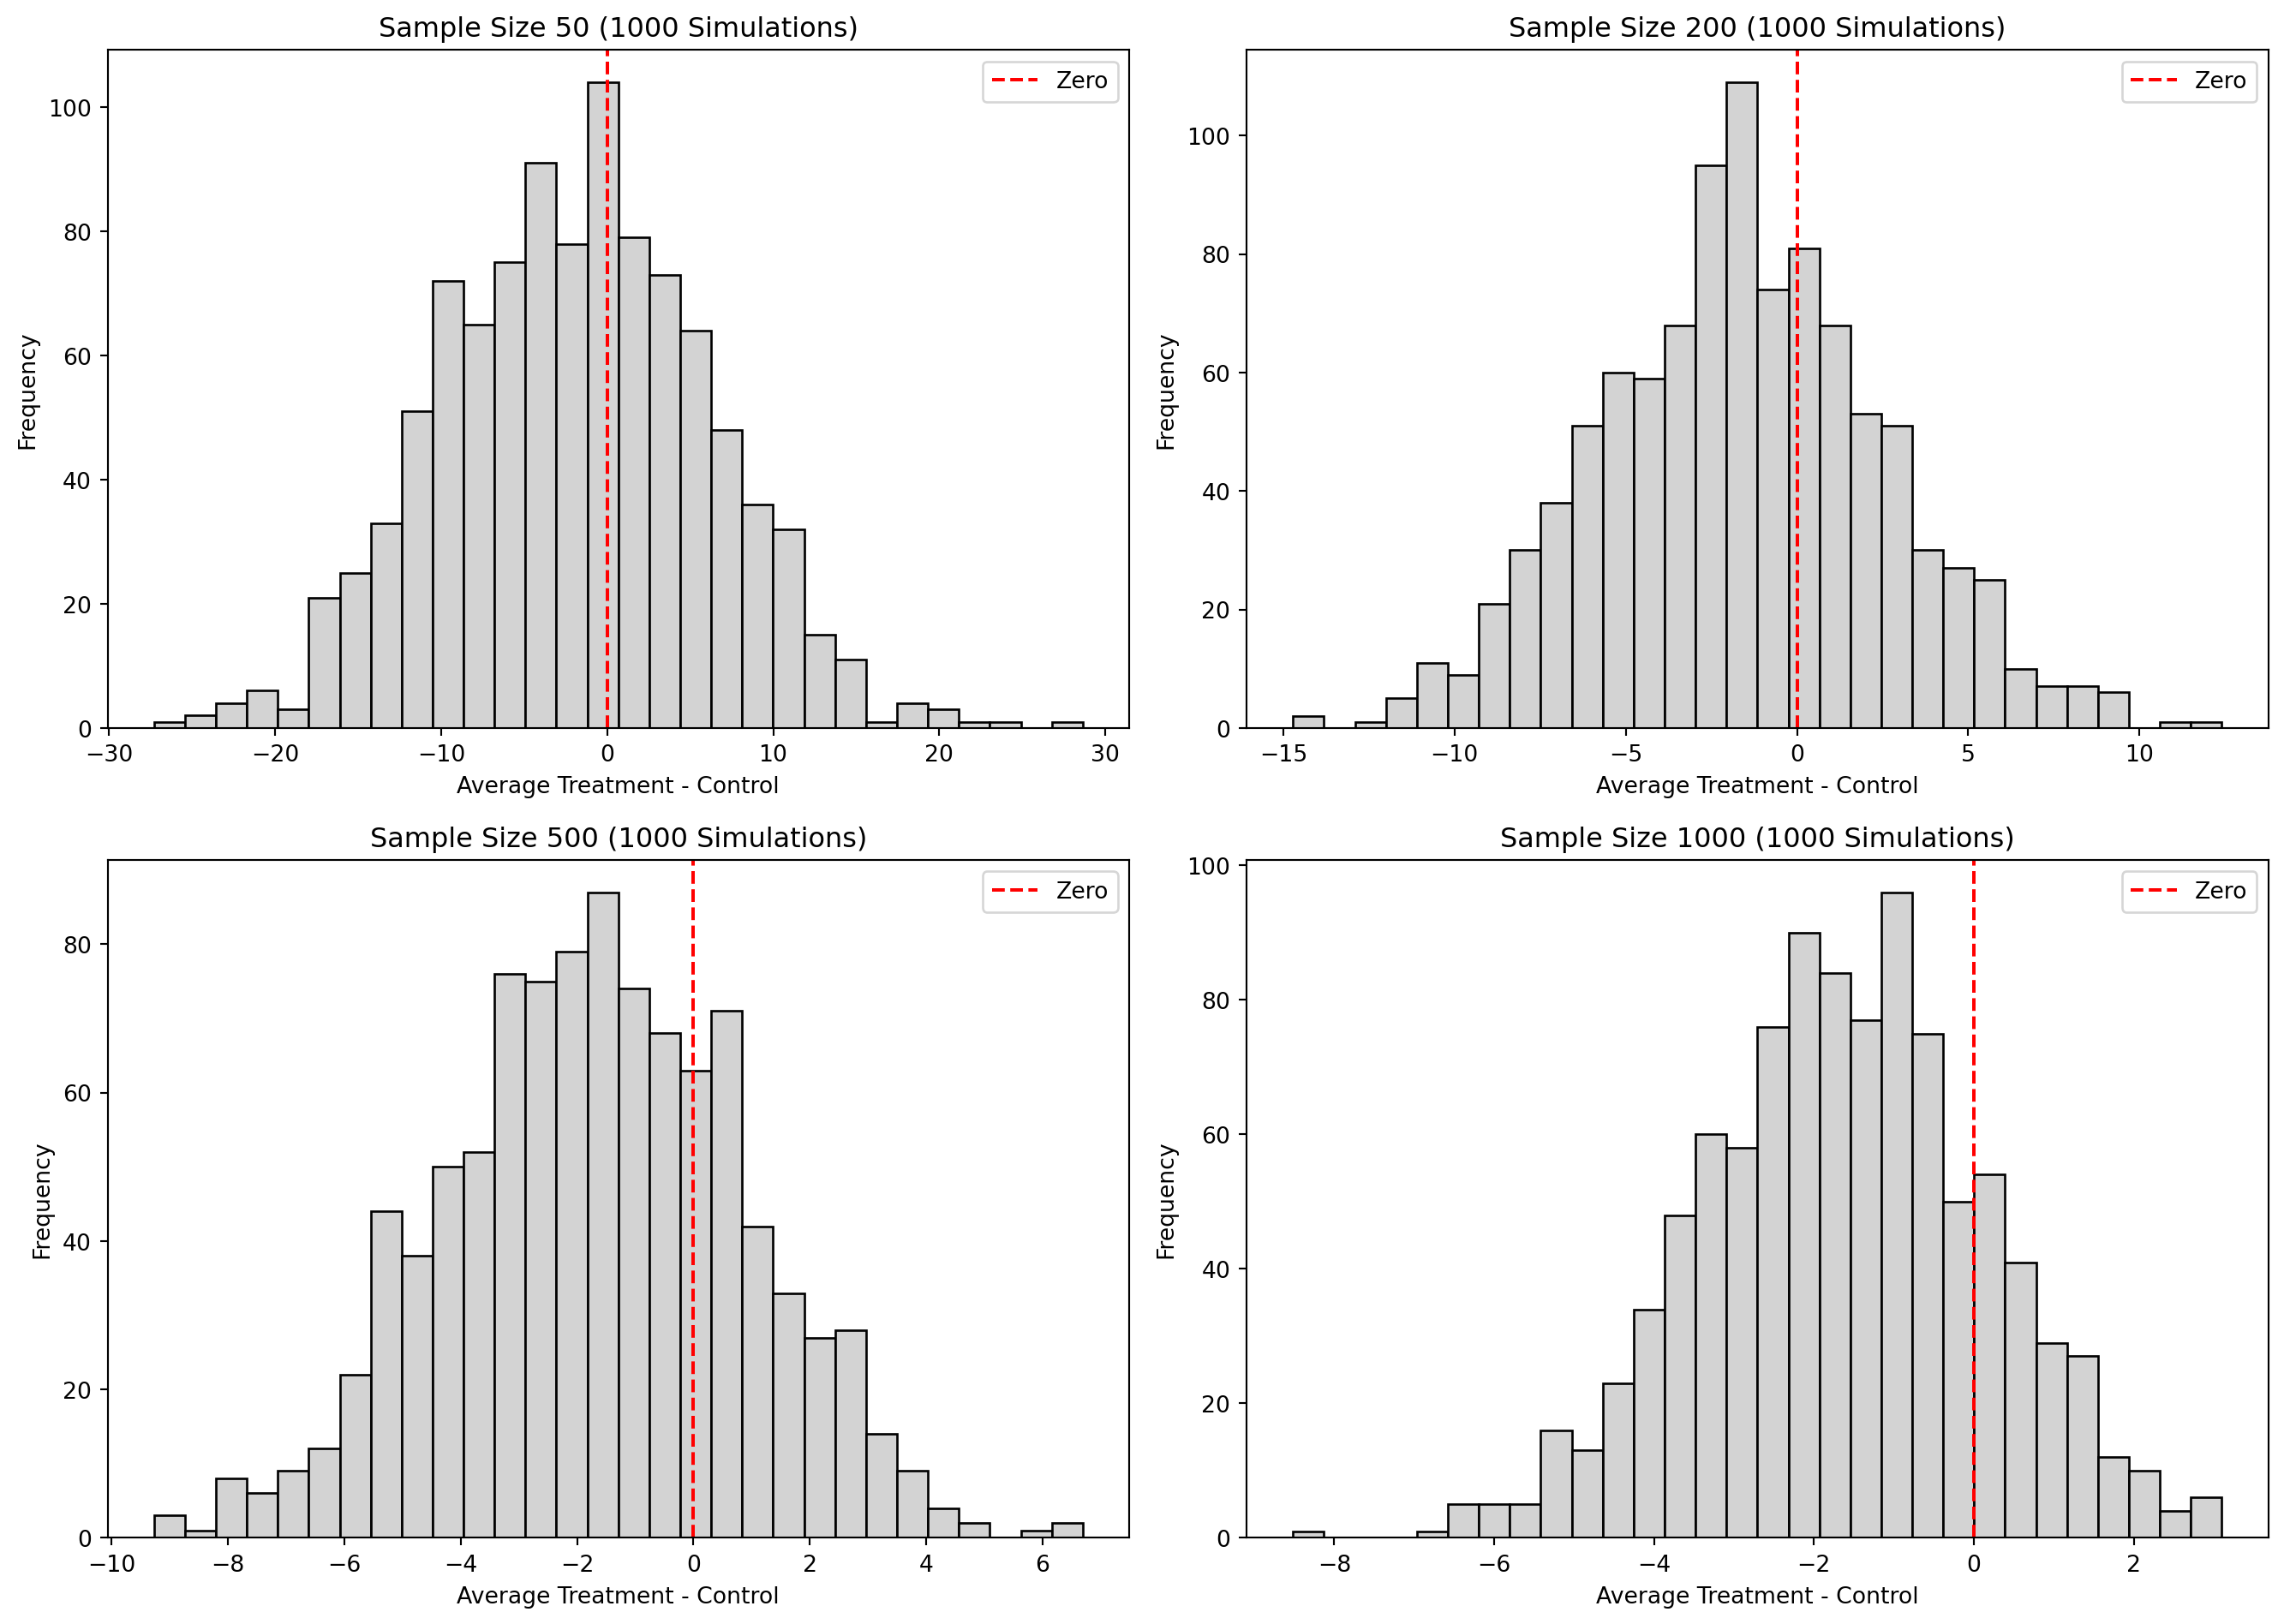 Sample Size 50 (1000 Simulations)
Zero
Frequency
100
80
60
40
20
0
−30 −20 −10 0 10 20 30
Average Treatment - Control
Sample Size 200 (1000 Simulations)
Zero
Frequency
100
80
60
40
20
0
−15 −10 −5 0 5 10
Average Treatment - Control
Sample Size 500 (1000 Simulations)
Zero
Frequency
80
60
40
20
0
−10 −8 −6 −4 −2 0 2 4 6
Average Treatment - Control
Sample Size 1000 (1000 Simulations)
Zero
Frequency
100
80
60
40
20
0
−8 −6 −4 −2 0 2
Average Treatment - Control